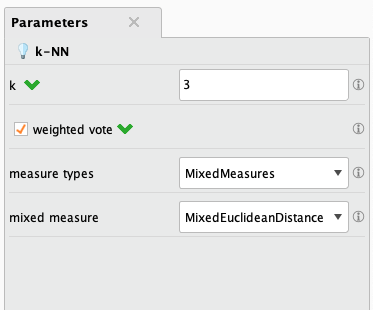 Parameters
k-NN
k 3
weighted vote
measure types MixedMeasures
mixed measure MixedEuclideanDistance